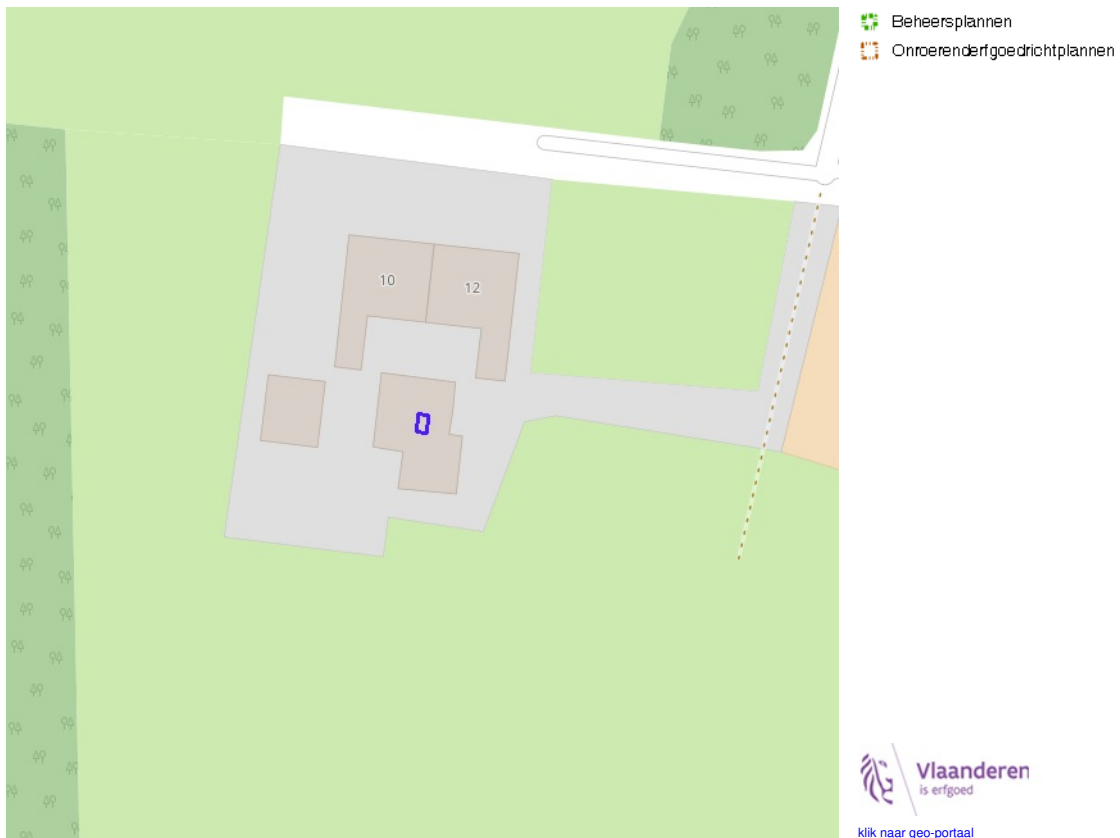 Beheersplannen
Onroerenderfgoedrichtplannen
10
12
Vlaanderen
is erfgoed
klik naar geo-portaal